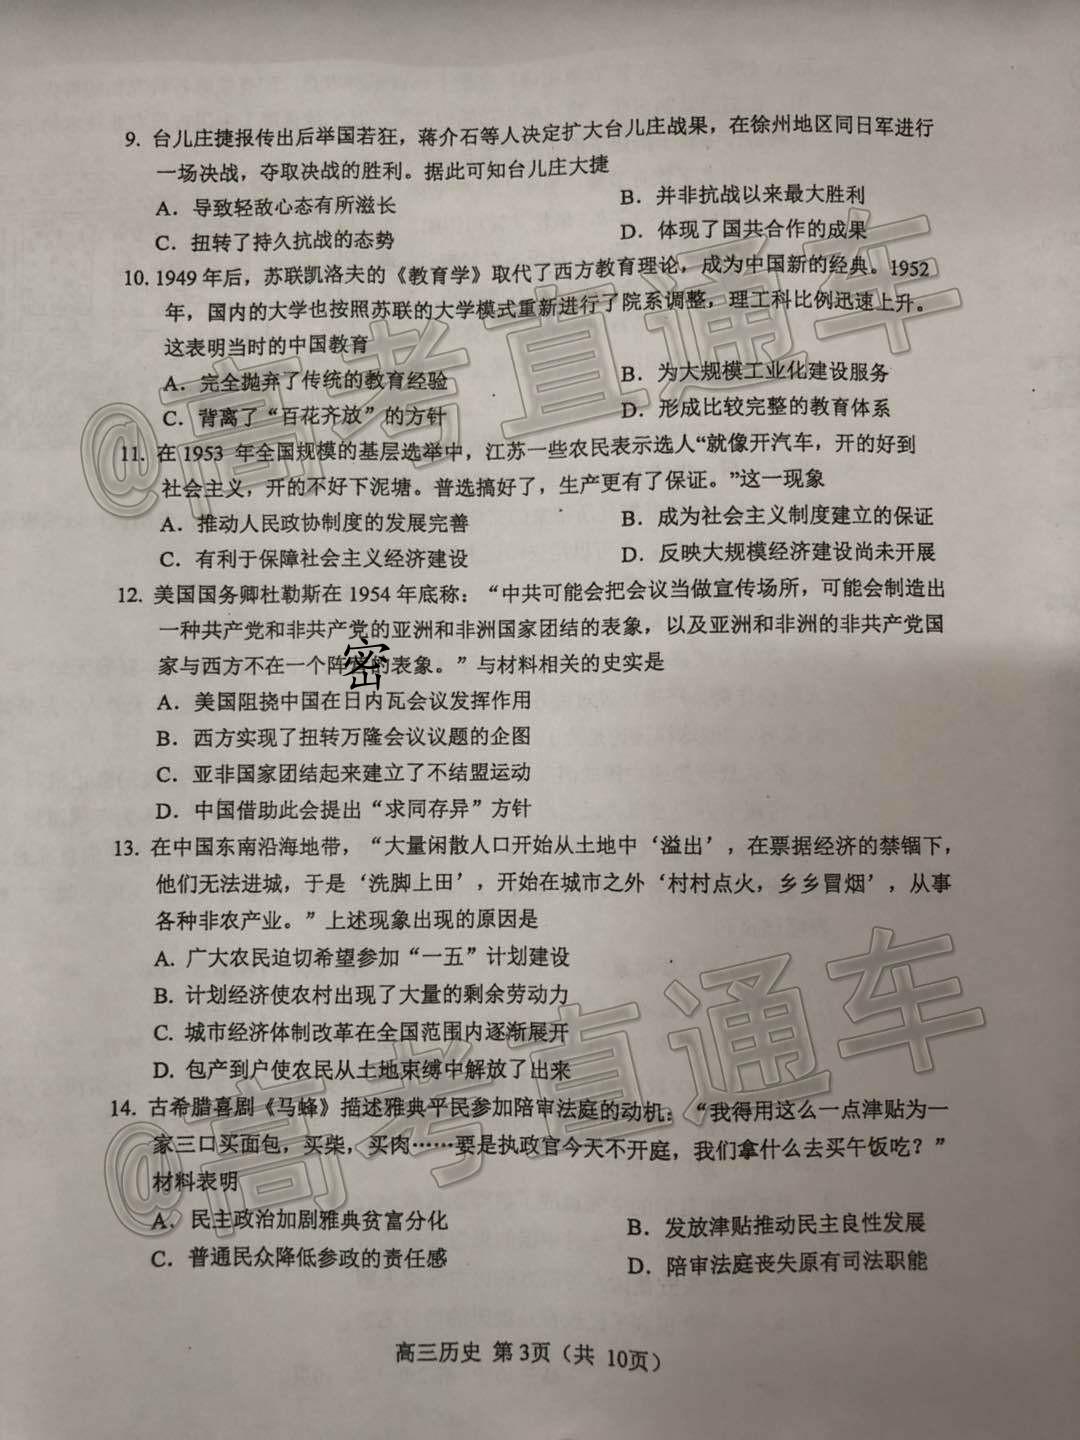 9. 台儿庄捷报传出后举国若狂，蒋介石等人决定扩大台儿庄战果，在徐州地区同日军进行
一场决战，夺取决战的胜利。据此可知台儿庄大捷
A．导致轻敌心态有所滋长 B．并非抗战以来最大胜利
C．扭转了持久抗战的态势 D．体现了国共合作的成果
10. 1949 年后，苏联凯洛夫的《教育学》取代了西方教育理论，成为中国新的经典。1952
年，国内的大学也按照苏联的大学模式重新进行了院系调整，理工科比例迅速上升。
这表明当时的中国教育
A．完全抛弃了传统的教育经验 B．为大规模工业化建设服务
C．背离了“百花齐放”的方针 D．形成比较完整的教育体系
11. 在 1953 年全国规模的基层选举中，江苏一些农民表示选人“就像开汽车，开的好到
社会主义，开的不好下泥塘。普选搞好了，生产更有了保证。”这一现象
A．推动人民政协制度的发展完善 B．成为社会主义制度建立的保证
C．有利于保障社会主义经济建设 D．反映大规模经济建设尚未开展
12. 美国国务卿杜勒斯在 1954 年底称：“中共可能会把会议当做宣传场所，可能会制造出
一种共产党和非共产党的亚洲和非洲国家团结的表象，以及亚洲和非洲的非共产党国
家与西方不在一个阵的表象。”与材料相关的史实是
密
A．美国阻挠中国在日内瓦会议发挥作用
B．西方实现了扭转万隆会议议题的企图
C．亚非国家团结起来建立了不结盟运动
D．中国借助此会提出“求同存异”方针
13. 在中国东南沿海地带，“大量闲散人口开始从土地中‘溢出’，在票据经济的禁锢下，
他们无法进城，于是‘洗脚上田’，开始在城市之外‘村村点火，乡乡冒烟’，从事
各种非农产业。”上述现象出现的原因是
A. 广大农民迫切希望参加“一五”计划建设
B. 计划经济使农村出现了大量的剩余劳动力
C. 城市经济体制改革在全国范围内逐渐展开
D. 包产到户使农民从土地束缚中解放了出来
14. 古希腊喜剧《马蜂》描述雅典平民参加陪审法庭的动机：“我得用这么一点津贴为一
家三口买面包，买柴，买肉……要是执政官今天不开庭，我们拿什么去买午饭吃？”
材料表明
A．民主政治加剧雅典贫富分化 B．发放津贴推动民主良性发展
C．普通民众降低参政的责任感 D．陪审法庭丧失原有司法职能
高三历史 第3页（共 10页）
@高考直通车
@高考直通车